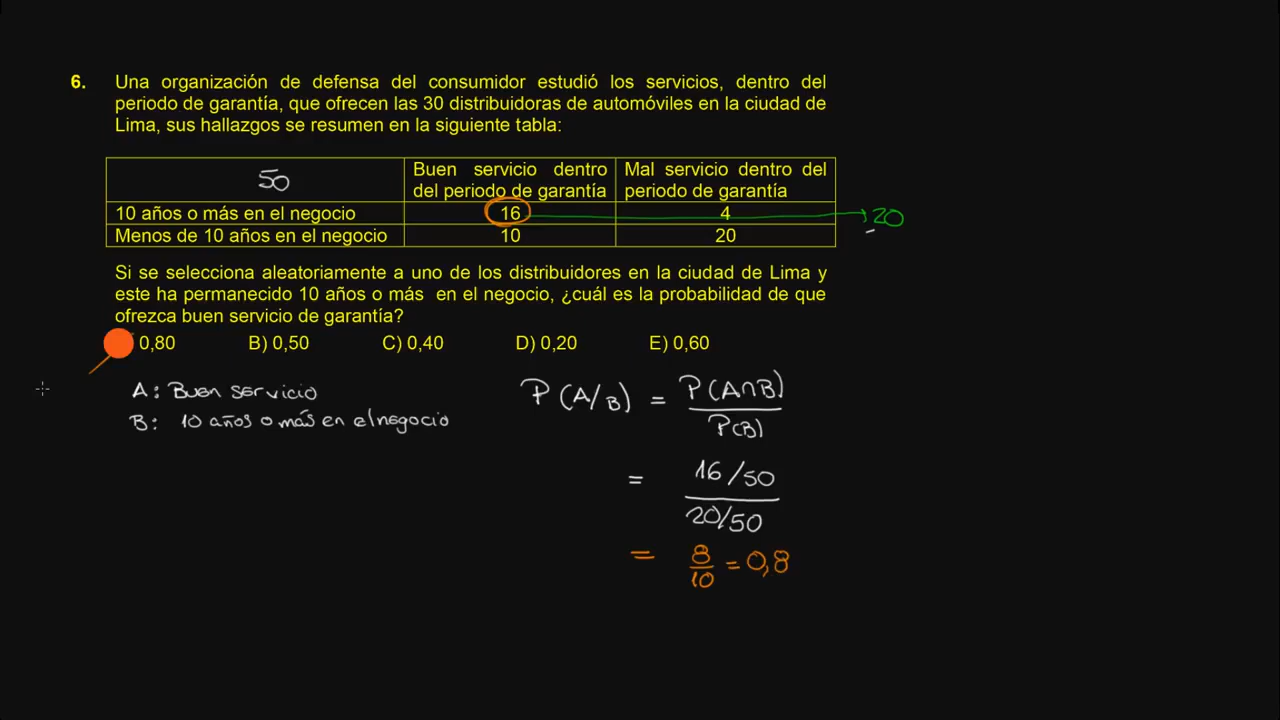 6. Una organización de defensa del consumidor estudió los servicios, dentro del
periodo de garantía, que ofrecen las 30 distribuidoras de automóviles en la ciudad de
Lima, sus hallazgos se resumen en la siguiente tabla:
50
Buen servicio dentro
del periodo de garantía
Mal servicio dentro del
periodo de garantía
10 años o más en el negocio 16 4 20
Menos de 10 años en el negocio 10 20
Si se selecciona aleatoriamente a uno de los distribuidores en la ciudad de Lima y
este ha permanecido 10 años o más en el negocio, ¿cuál es la probabilidad de que
ofrezca buen servicio de garantía?
0,80 B) 0,50 C) 0,40 D) 0,20 E) 0,60
A: Buen servicio
B: 10 años o más en el negocio
P(A/B) = P(A∩B)
P(B)
= 16/50
20/50
= 8
10
= 0,8